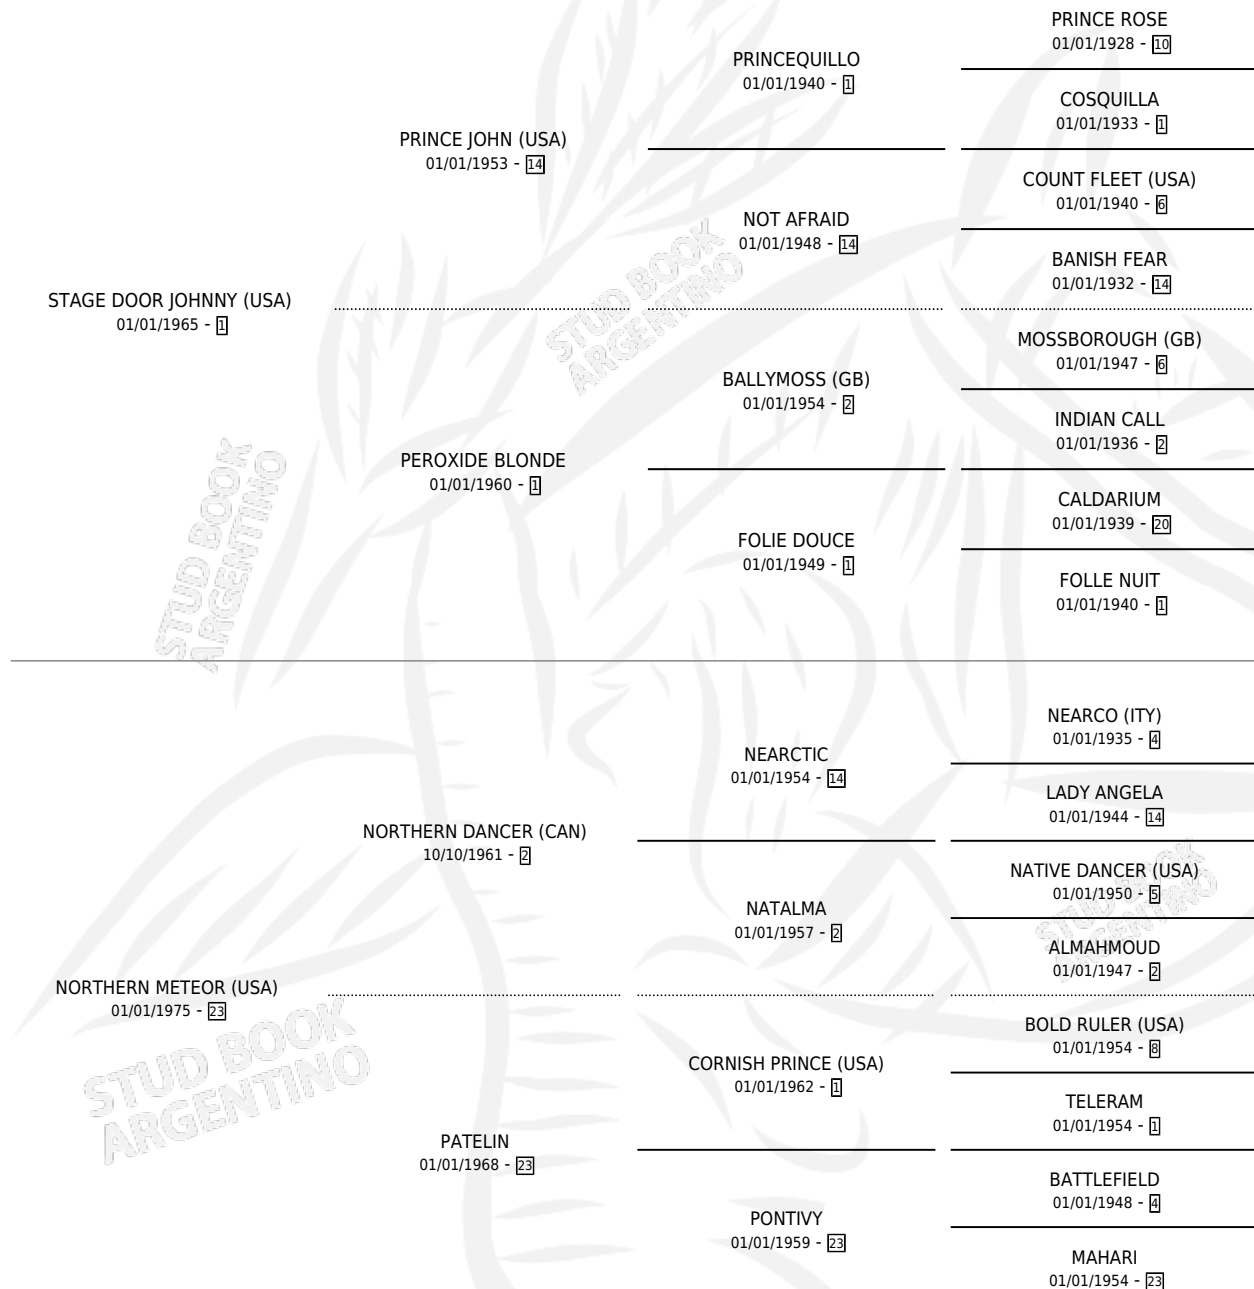 PRINCE ROSE
01/01/1928 - 10
PRINCEQUILLO
01/01/1940 - 1
COSQUILLA
01/01/1933 - 1
PRINCE JOHN (USA)
01/01/1953 - 14
COUNT FLEET (USA)
01/01/1940 - 6
NOT AFRAID
01/01/1948 - 14
BANISH FEAR
01/01/1932 - 14
STAGE DOOR JOHNNY (USA)
01/01/1965 - 1
MOSSBOROUGH (GB)
01/01/1947 - 6
BALLYMOSS (GB)
01/01/1954 - 2
INDIAN CALL
01/01/1936 - 2
PEROXIDE BLONDE
01/01/1960 - 1
CALDARIUM
01/01/1939 - 20
FOLIE DOUCE
01/01/1949 - 1
FOLLE NUIT
01/01/1940 - 1
NEARCO (ITY)
01/01/1935 - 4
NEARCTIC
01/01/1954 - 14
LADY ANGELA
01/01/1944 - 14
NORTHERN DANCER (CAN)
10/10/1961 - 2
NATIVE DANCER (USA)
01/01/1950 - 5
NATALMA
01/01/1957 - 2
ALMAHMOUD
01/01/1947 - 2
NORTHERN METEOR (USA)
01/01/1975 - 23
BOLD RULER (USA)
01/01/1954 - 8
CORNISH PRINCE (USA)
01/01/1962 - 1
TELERAM
01/01/1954 - 1
PATELIN
01/01/1968 - 23
BATTLEFIELD
01/01/1948 - 4
PONTIVY
01/01/1959 - 23
MAHARI
01/01/1954 - 23
STUD BOOK
ARGENTINO
STUD BOOK
ARGENTINO
STUD BOOK
ARGENTINO
STUD BOOK
ARGENTINO